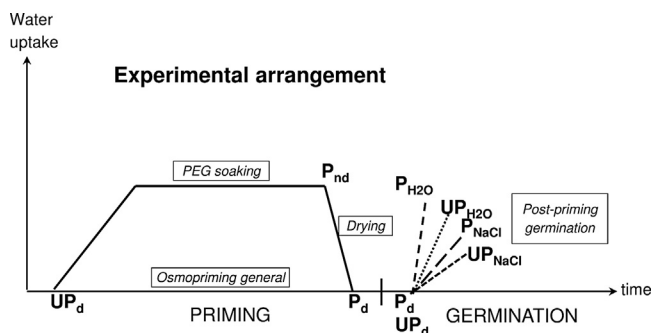 Water
uptake
Experimental arrangement
PEG soaking
Pnd
Drying
Osmopriming general
UPd
PRIMING
Pd
PH2O
UPH2O
PNaCl
UPNaCl
Post-priming
germination
time
Pd
UPd
GERMINATION